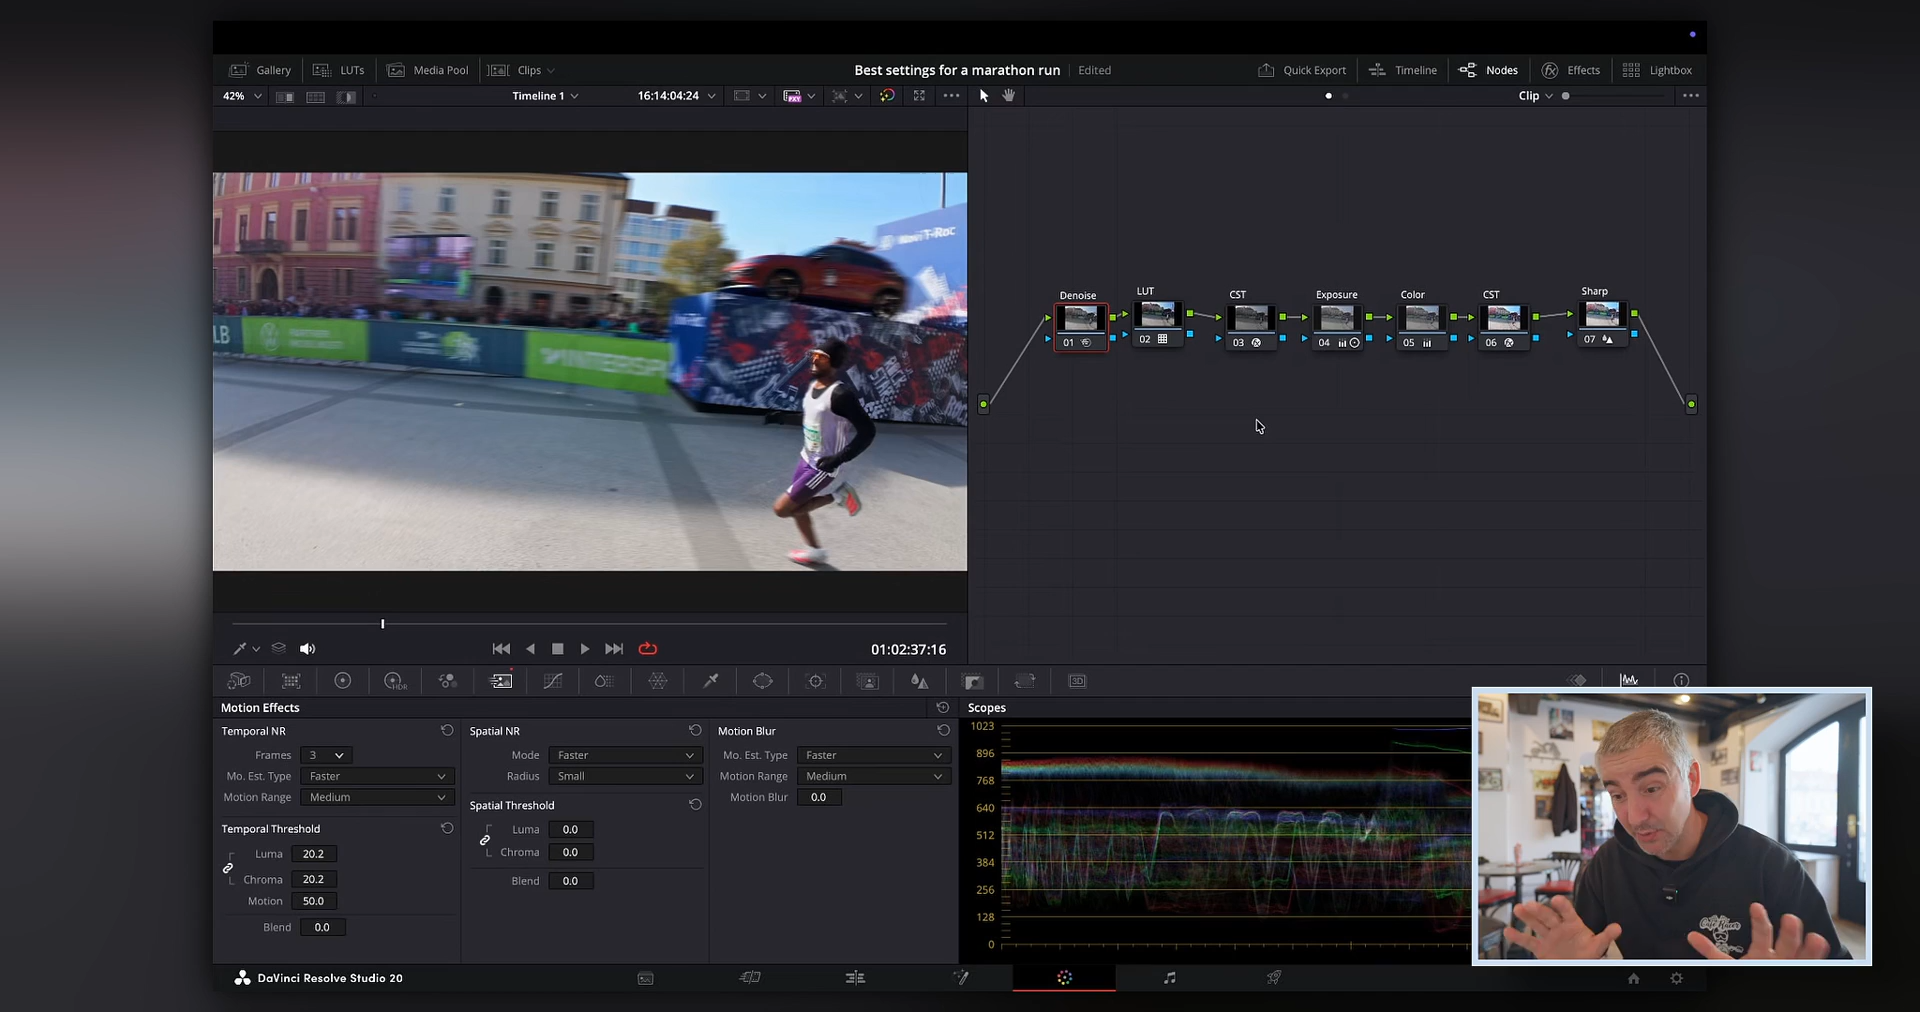 Gallery
LUTs
Media Pool
Clips
Best settings for a marathon run
Edited
Quick Export
Timeline
Nodes
Effects
Lightbox
42%
Timeline 1
16:14:04:24
PXY
Clip
T-Roc
LB
INTERSP
Denoise
LUT
CST
Exposure
Color
CST
Sharp
01
02
03
04
05
06
07
01:02:37:16
HDR
3D
Motion Effects
Temporal NR
Frames 3
Mo. Est. Type Faster
Motion Range Medium
Temporal Threshold
Luma 20.2
Chroma 20.2
Motion 50.0
Blend 0.0
Spatial NR
Mode Faster
Radius Small
Spatial Threshold
Luma 0.0
Chroma 0.0
Blend 0.0
Motion Blur
Mo. Est. Type Faster
Motion Range Medium
Motion Blur 0.0
Scopes
1023
896
768
640
512
384
256
128
0
DaVinci Resolve Studio 20